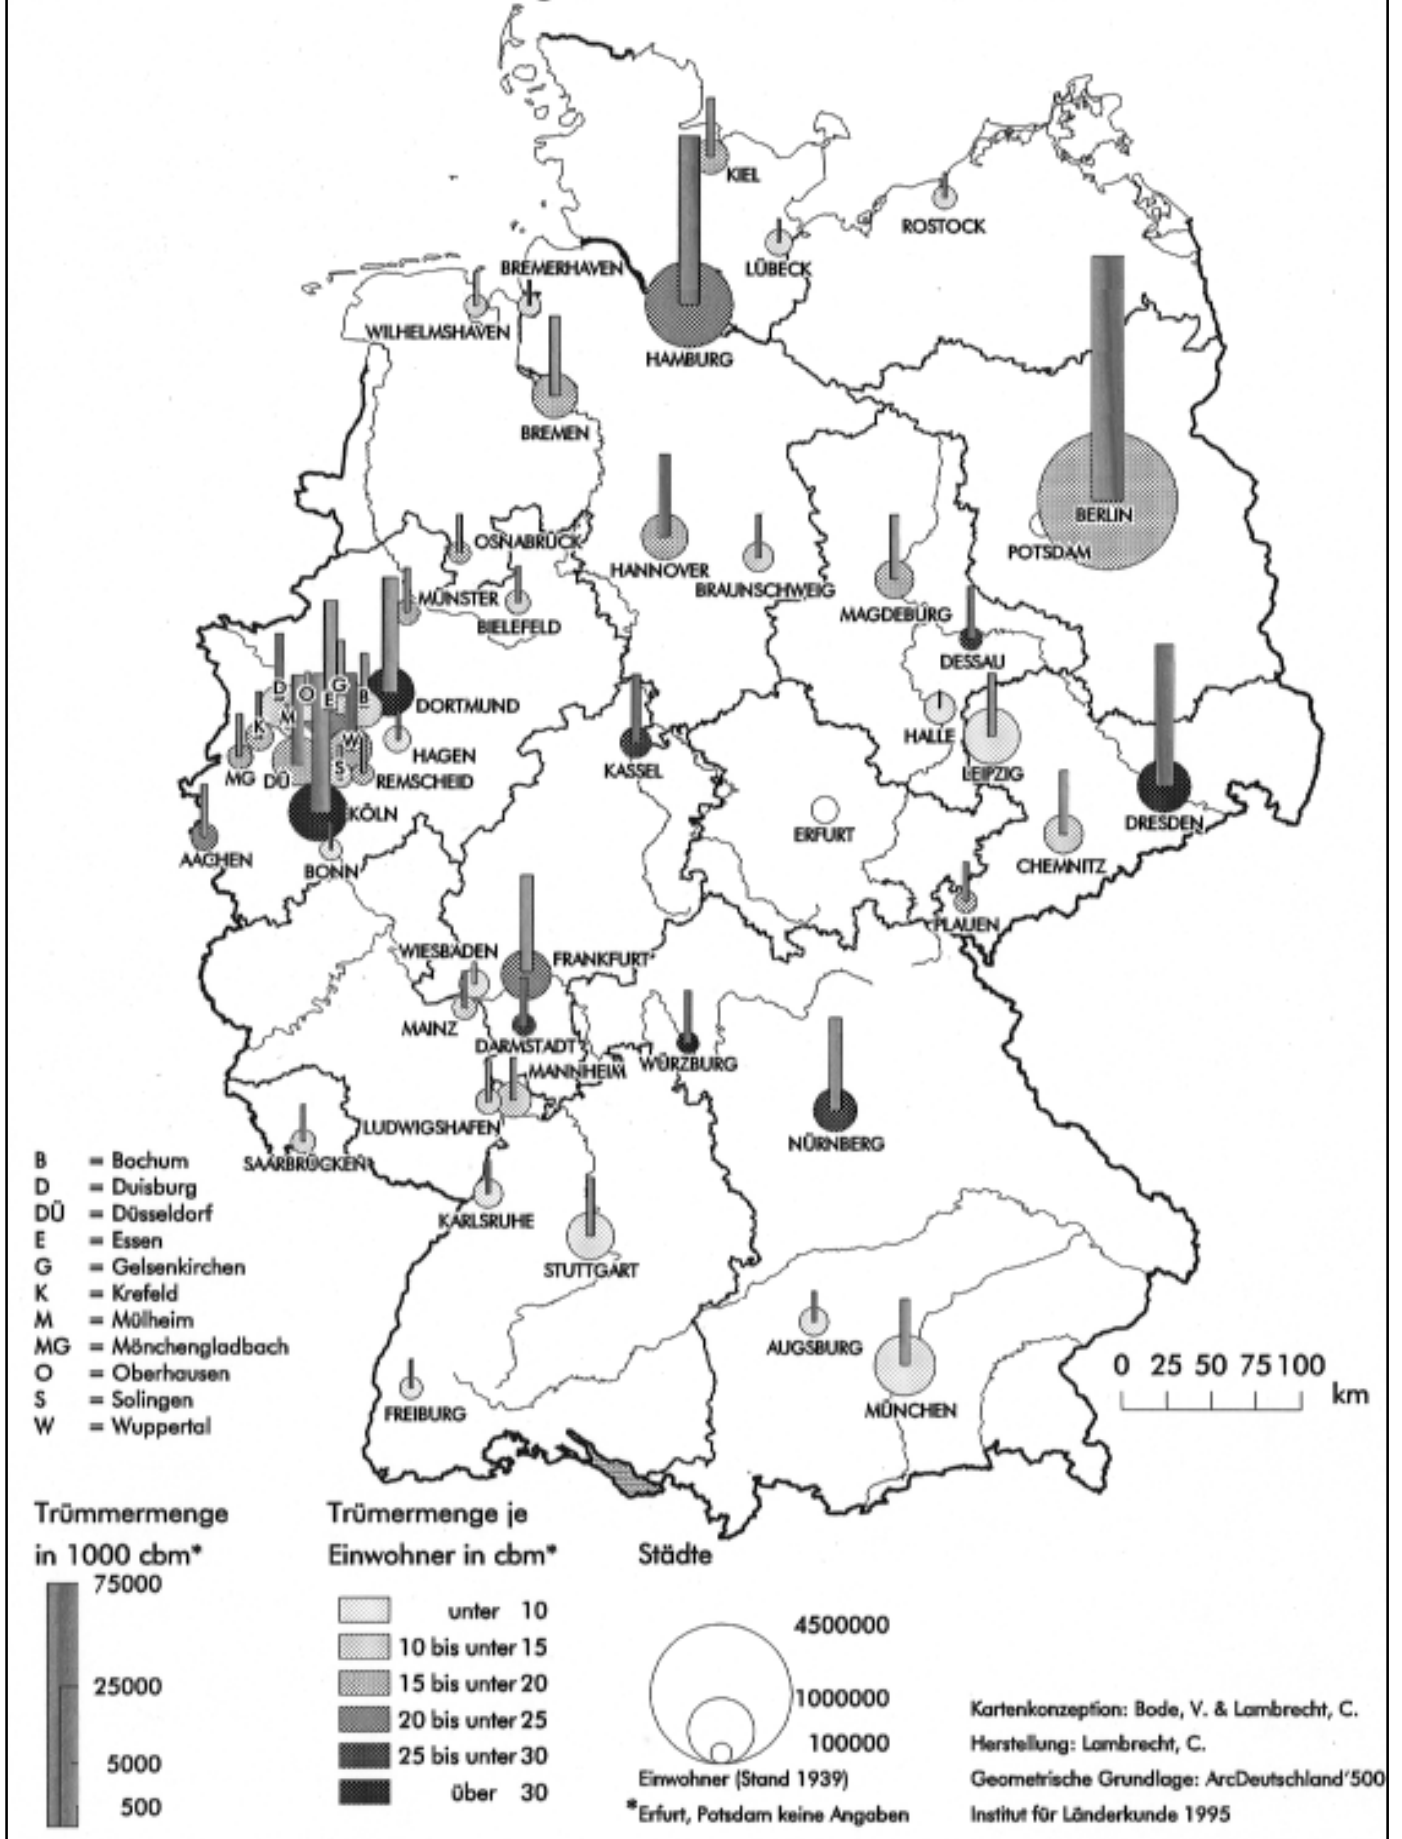 KIEL
ROSTOCK
LÜBECK
BREMERHAVEN
WILHELMSHAVEN
HAMBURG
BREMEN
BERLIN
POTSDAM
OSNABRÜCK
HANNOVER
BRAUNSCHWEIG
MÜNSTER
BIELEFELD
MAGDEBURG
DESSAU
D
O
G
E
B
M
K
DORTMUND
HALLE
W
HAGEN
LEIPZIG
KASSEL
MG
DÜ
S
REMSCHEID
KÖLN
DRESDEN
ERFURT
AACHEN
BONN
CHEMNITZ
PLAUEN
WIESBADEN
FRANKFURT
MAINZ
DARMSTADT
WÜRZBURG
MANNHEIM
LUDWIGSHAFEN
NÜRNBERG
SAARBRÜCKEN
KARLSRUHE
STUTTGART
AUGSBURG
MÜNCHEN
FREIBURG
B = Bochum
D = Duisburg
DÜ = Düsseldorf
E = Essen
G = Gelsenkirchen
K = Krefeld
M = Mülheim
MG = Mönchengladbach
O = Oberhausen
S = Solingen
W = Wuppertal
0 25 50 75 100
km
Trümmermenge
in 1000 cbm*
75000
25000
5000
500
Trümermenge je
Einwohner in cbm*
unter 10
10 bis unter 15
15 bis unter 20
20 bis unter 25
25 bis unter 30
über 30
Städte
4500000
1000000
100000
Einwohner (Stand 1939)
*Erfurt, Potsdam keine Angaben
Kartenkonzeption: Bode, V. & Lambrecht, C.
Herstellung: Lambrecht, C.
Geometrische Grundlage: ArcDeutschland'500
Institut für Länderkunde 1995